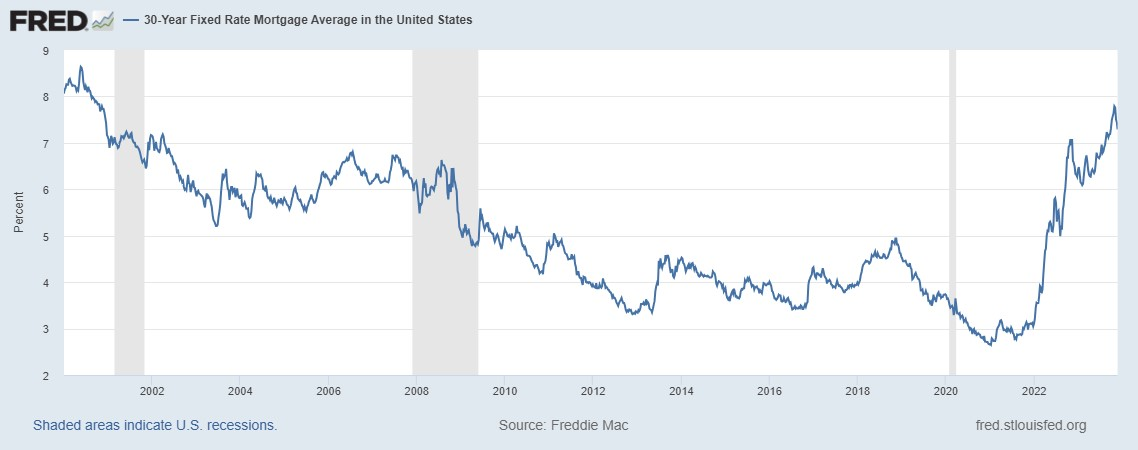 FRED
30-Year Fixed Rate Mortgage Average in the United States
9
8
7
6
5
4
3
2
Percent
2002 2004 2006 2008 2010 2012 2014 2016 2018 2020 2022
Shaded areas indicate U.S. recessions. Source: Freddie Mac fred.stlouisfed.org